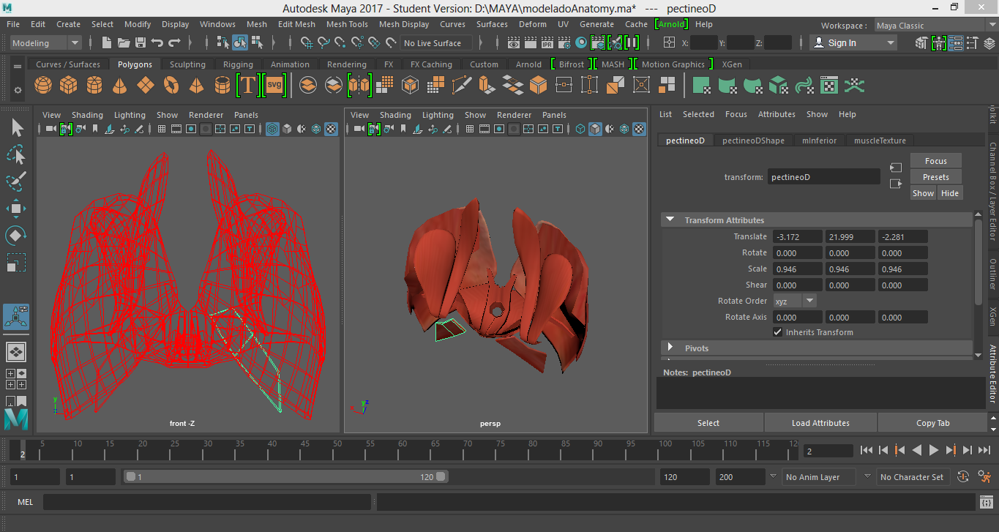 Autodesk Maya 2017 - Student Version: D:\MAYA\modeladoAnatomy.ma* --- pectineoD
File Edit Create Select Modify Display Windows Mesh Edit Mesh Mesh Tools Mesh Display Curves Surfaces Deform UV Generate Cache [Arnold] Help Workspace : Maya Classic
Modeling No Live Surface IPR X: Y: Z: Sign In
Curves / Surfaces Polygons Sculpting Rigging Animation Rendering FX FX Caching Custom Arnold Bifrost MASH Motion Graphics XGen
T svg
View Shading Lighting Show Renderer Panels
View Shading Lighting Show Renderer Panels
List Selected Focus Attributes Show Help
pectineoD pectineoDShape mInferior muscleTexture
transform: pectineoD
Focus
Presets
Show Hide
Transform Attributes
Translate -3.172 21.999 -2.281
Rotate 0.000 0.000 0.000
Scale 0.946 0.946 0.946
Shear 0.000 0.000 0.000
Rotate Order xyz
Rotate Axis 0.000 0.000 0.000
Inherits Transform
Pivots
Notes: pectineoD
Select Load Attributes Copy Tab
oolkit
Channel Box / Layer Editor
Outliner
XGen
Attribute Editor
front -Z
persp
5 10 15 20 25 30 35 40 45 50 55 60 65 70 75 80 85 90 95 100 105 110 115 12
2
2
1 1 1 120 120 200 No Anim Layer No Character Set
MEL